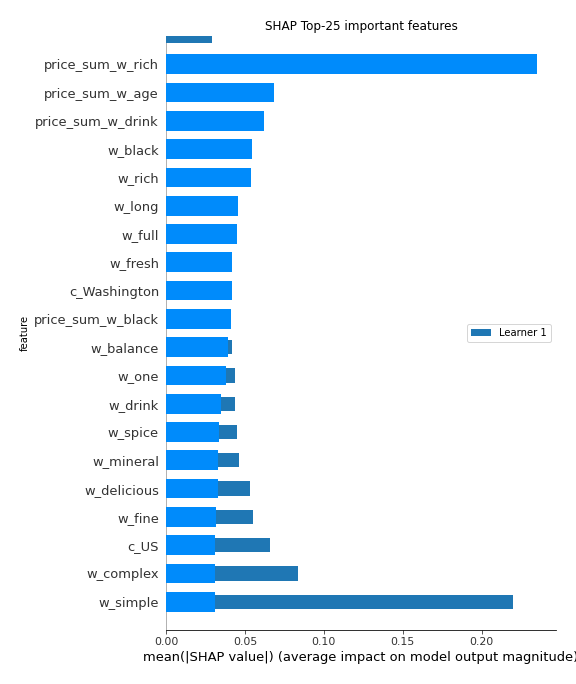 SHAP Top-25 important features
price_sum_w_rich
price_sum_w_age
price_sum_w_drink
w_black
w_rich
w_long
w_full
w_fresh
c_Washington
price_sum_w_black
w_balance
w_one
w_drink
w_spice
w_mineral
w_delicious
w_fine
c_US
w_complex
w_simple
feature
Learner 1
0.00 0.05 0.10 0.15 0.20
mean(|SHAP value|) (average impact on model output magnitude)